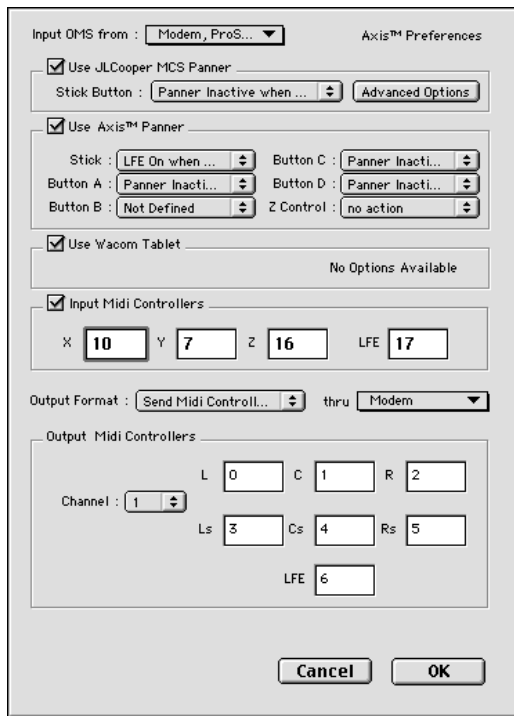 Input OMS from : Modem, ProS... Axis™ Preferences
Use JLCooper MCS Panner
Stick Button : Panner Inactive when ... Advanced Options
Use Axis™ Panner
Stick : LFE On when ... Button C : Panner Inacti...
Button A : Panner Inacti... Button D : Panner Inacti...
Button B : Not Defined Z Control : no action
Use Wacom Tablet
No Options Available
Input Midi Controllers
X 10 Y 7 Z 16 LFE 17
Output Format : Send Midi Controll... thru Modem
Output Midi Controllers
L 0 C 1 R 2
Channel : 1
Ls 3 Cs 4 Rs 5
LFE 6
Cancel OK